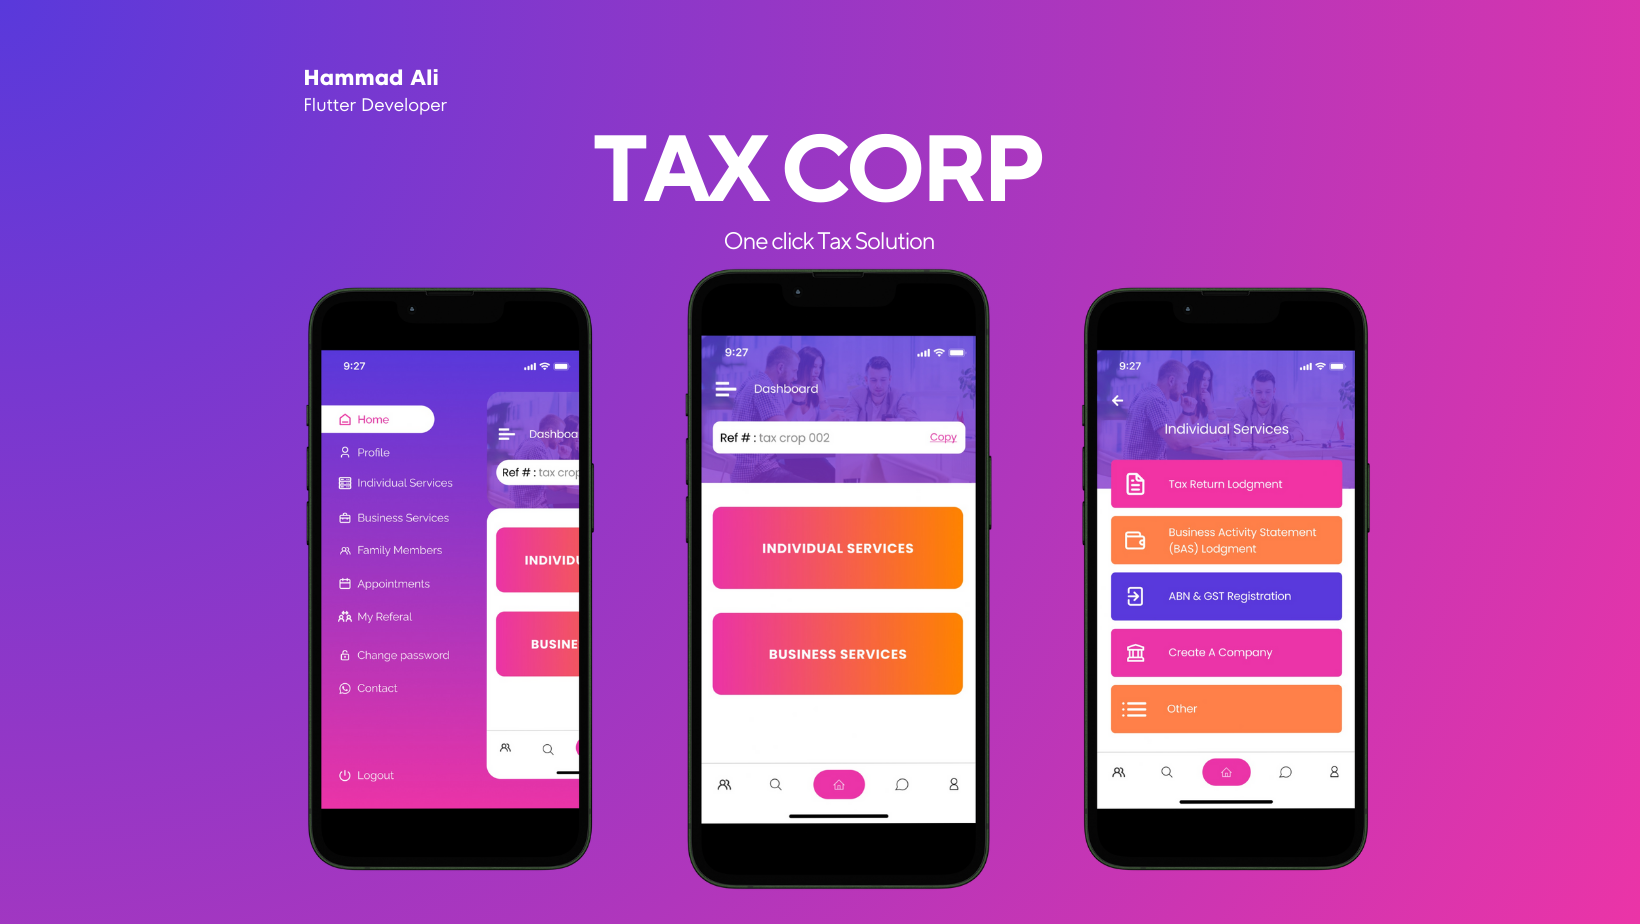 Hammad Ali
Flutter Developer
TAX CORP
One click Tax Solution
9:27
Home
Profile
Individual Services
Business Services
Family Members
Appointments
My Referal
Change password
Contact
Logout
Dashboa
Ref # : tax crop
INDIVIDU
BUSINE
9:27
Dashboard
Ref # : tax crop 002
Copy
INDIVIDUAL SERVICES
BUSINESS SERVICES
9:27
Individual Services
Tax Return Lodgment
Business Activity Statement
(BAS) Lodgment
ABN & GST Registration
Create A Company
Other